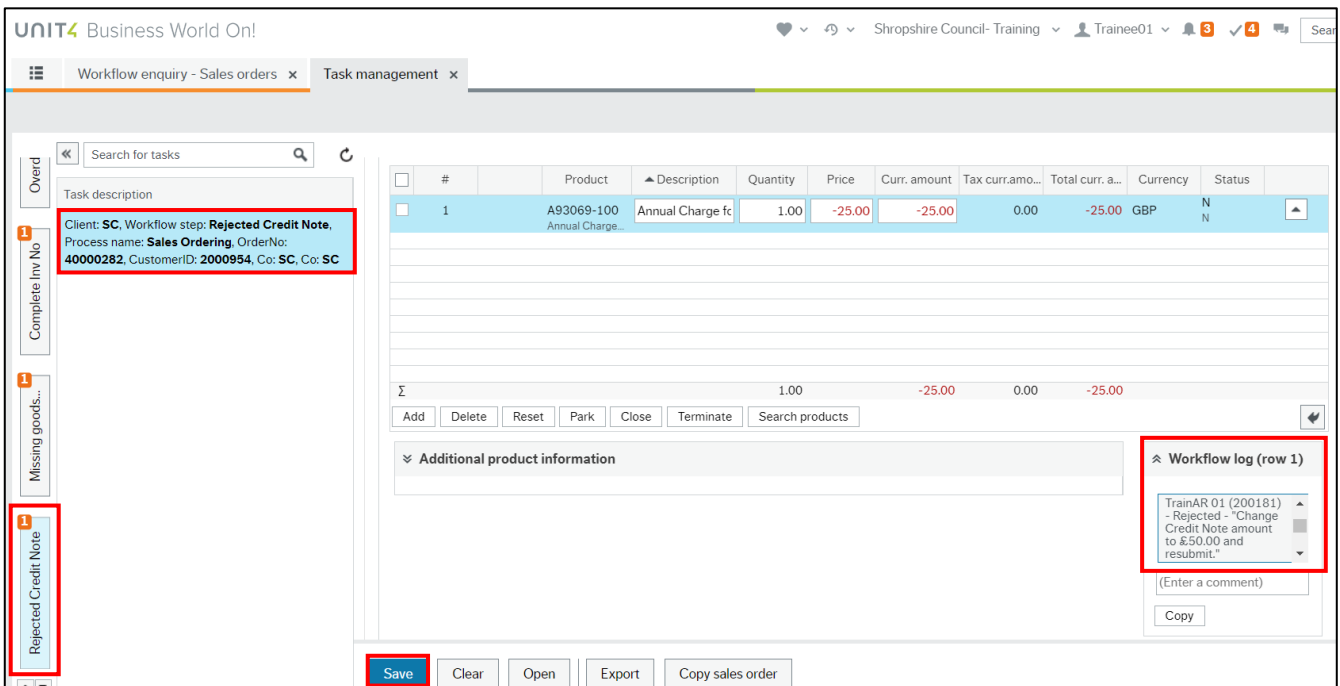 UNIT4 Business World On!
Shropshire Council- Training
Trainee01
3
4
Sear
Workflow enquiry - Sales orders x
Task management x
Overd
1
Complete Inv No
1
Missing goods...
1
Rejected Credit Note
Search for tasks
Task description
Client: SC, Workflow step: Rejected Credit Note,
Process name: Sales Ordering, OrderNo:
40000282, CustomerID: 2000954, Co: SC, Co: SC
# Product Description Quantity Price Curr. amount Tax curr.amo... Total curr. a... Currency Status
1 A93069-100 Annual Charge fc 1.00 -25.00 -25.00 0.00 -25.00 GBP N
Annual Charge... N
Σ 1.00 -25.00 0.00 -25.00
Add Delete Reset Park Close Terminate Search products
Additional product information
Workflow log (row 1)
TrainAR 01 (200181)
- Rejected - "Change
Credit Note amount
to £50.00 and
resubmit."
(Enter a comment)
Copy
Save Clear Open Export Copy sales order